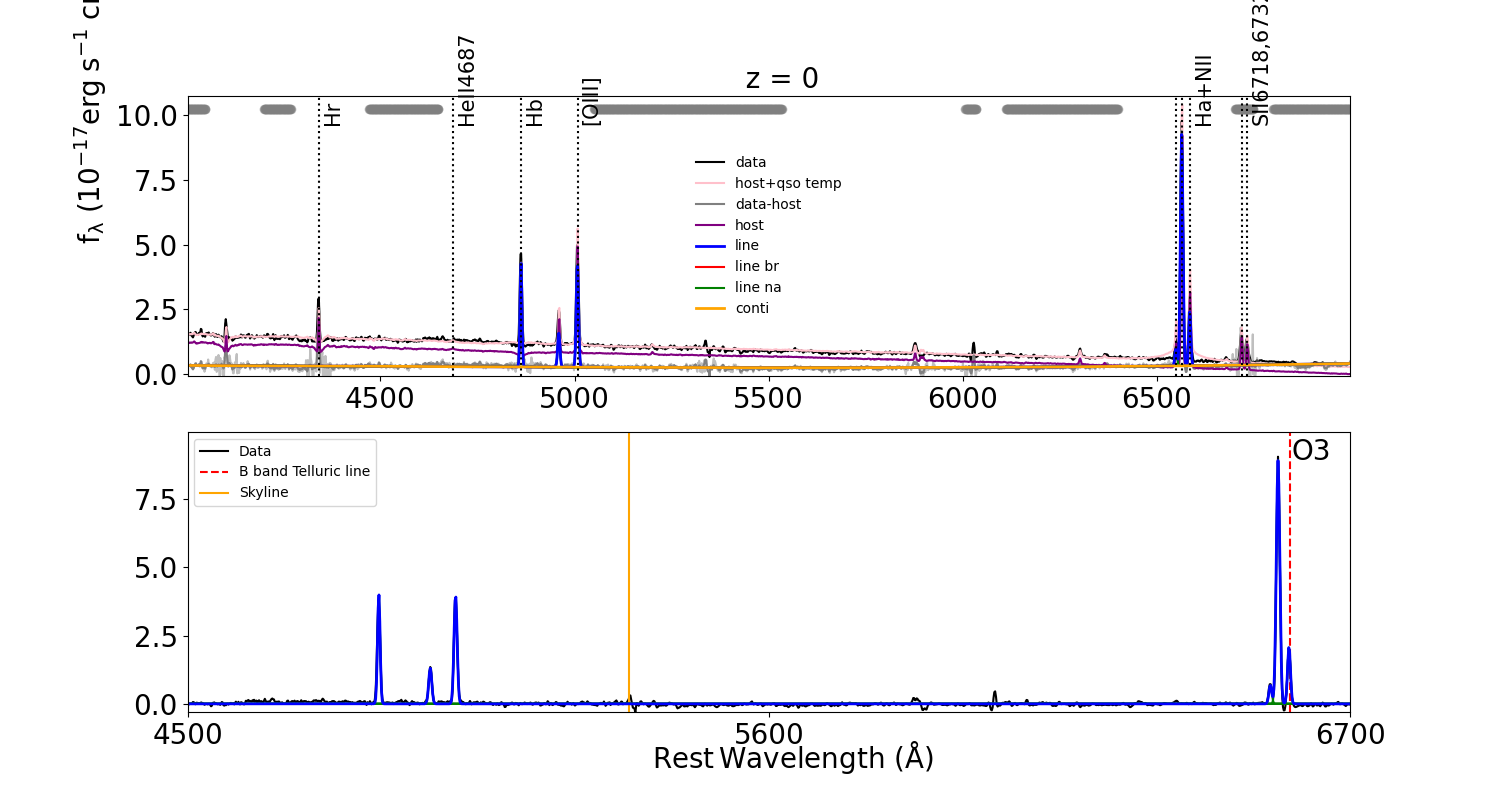 z = 0
f_λ (10^−17 erg s^−1
Hr
HeII4687
Hb
[OIII]
Ha+NII
SII6718,6732
10.0
7.5
5.0
2.5
0.0
data
host+qso temp
data-host
host
line
line br
line na
conti
4500
5000
5500
6000
6500
Data
B band Telluric line
Skyline
O3
7.5
5.0
2.5
0.0
4500
5600
6700
Rest Wavelength (Å)